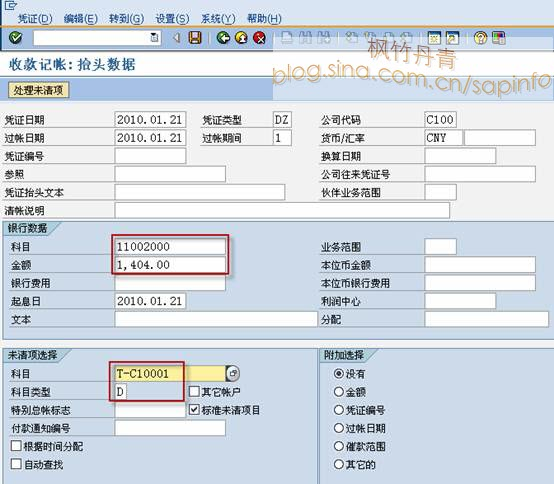 凭证(D) 编辑(E) 转到(G) 设置(S) 系统(Y) 帮助(H)
枫竹丹青
blog.sina.com.cn/sapinfo
收款记帐: 抬头数据
处理未清项
凭证日期 2010.01.21 凭证类型 DZ 公司代码 C100
过帐日期 2010.01.21 过帐期间 1 货币/汇率 CNY
凭证编号 换算日期
参照 公司往来凭证号
凭证抬头文本 伙伴业务范围
清帐说明
银行数据
科目 11002000 业务范围
金额 1,404.00 本位币金额
银行费用 本位币银行费用
起息日 2010.01.21 利润中心
文本 分配
未清项选择 附加选择
科目 T-C10001 没有
科目类型 D 其它帐户 金额
特别总帐标志 标准未清项目 凭证编号
付款通知编号 过帐日期
根据时间分配 催款范围
自动查找 其它的